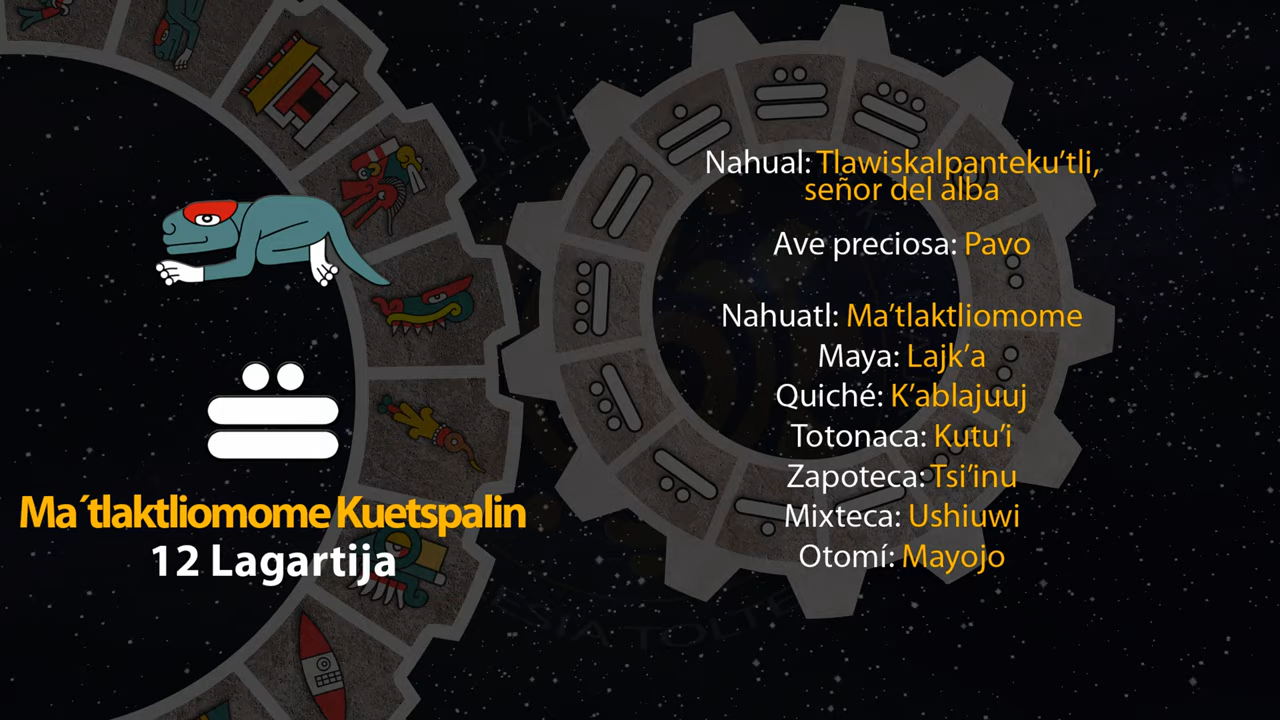 Ma´tlaktliomome Kuetspalin
12 Lagartija
Nahual: Tlawiskalpanteku’tli,
señor del alba
Ave preciosa: Pavo
Nahuatl: Ma’tlaktliomome
Maya: Lajk’a
Quiché: K’ablajuuj
Totonaca: Kutu’i
Zapoteca: Tsi’inu
Mixteca: Ushiuwi
Otomí: Mayojo